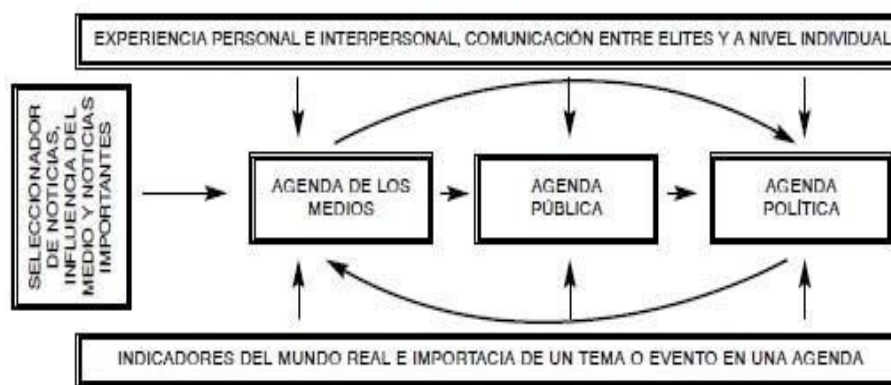 EXPERIENCIA PERSONAL E INTERPERSONAL, COMUNICACIÓN ENTRE ELITES Y A NIVEL INDIVIDUAL
SELECCIONADOR
DE NOTICIAS,
INFLUENCIA DEL
MEDIO Y NOTICIAS
IMPORTANTES
AGENDA DE LOS
MEDIOS
AGENDA
PÚBLICA
AGENDA
POLÍTICA
INDICADORES DEL MUNDO REAL E IMPORTACIA DE UN TEMA O EVENTO EN UNA AGENDA